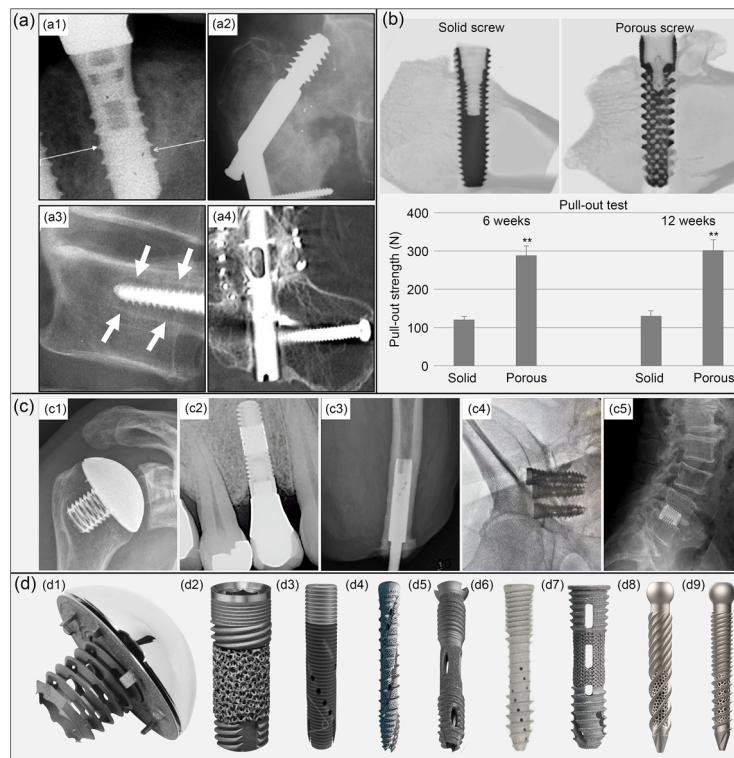 (a)
(a1)
(a2)
(a3)
(a4)
(b)
Solid screw
Porous screw
Pull-out test
6 weeks
12 weeks
**
**
Pull-out strength (N)
400
300
200
100
0
Solid
Porous
Solid
Porous
(c)
(c1)
(c2)
(c3)
(c4)
(c5)
(d)
(d1)
(d2)
(d3)
(d4)
(d5)
(d6)
(d7)
(d8)
(d9)